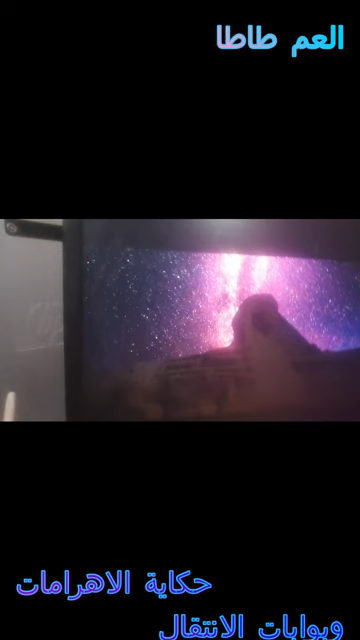 العم طاطا
حكاية الاهرامات
وبوابات الانتقال